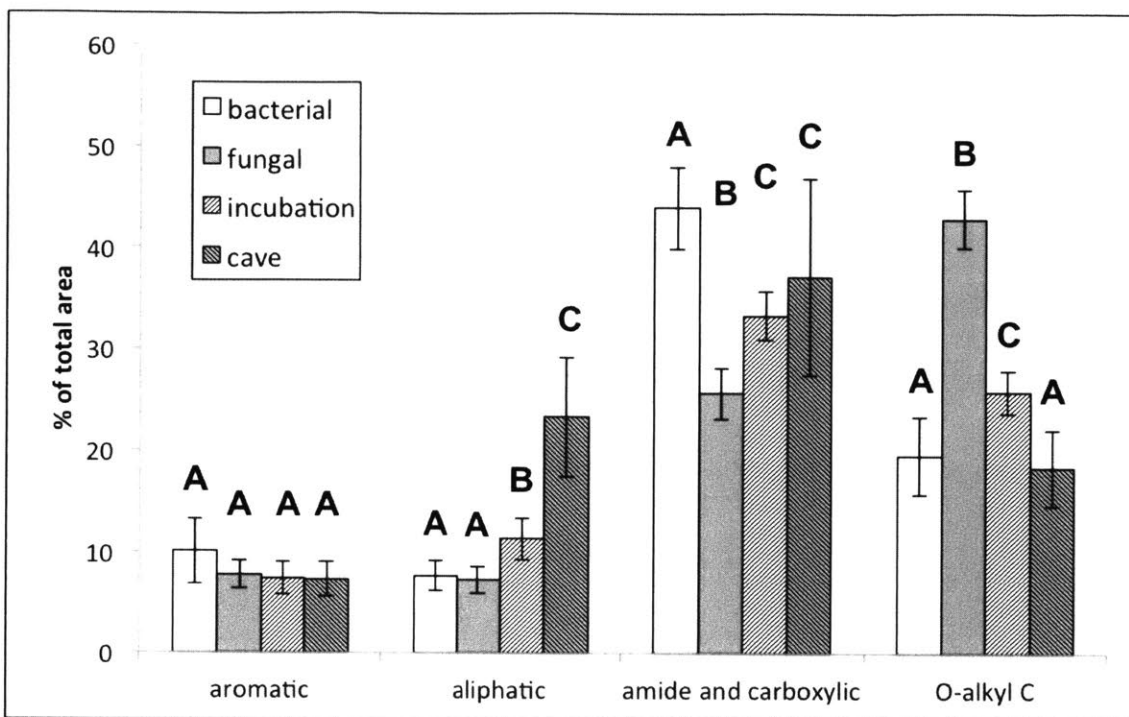 60
50
40
30
20
10
0
% of total area
bacterial
fungal
incubation
cave
A A A A
A A B C
A B C C
A B C A
aromatic aliphatic amide and carboxylic O-alkyl C